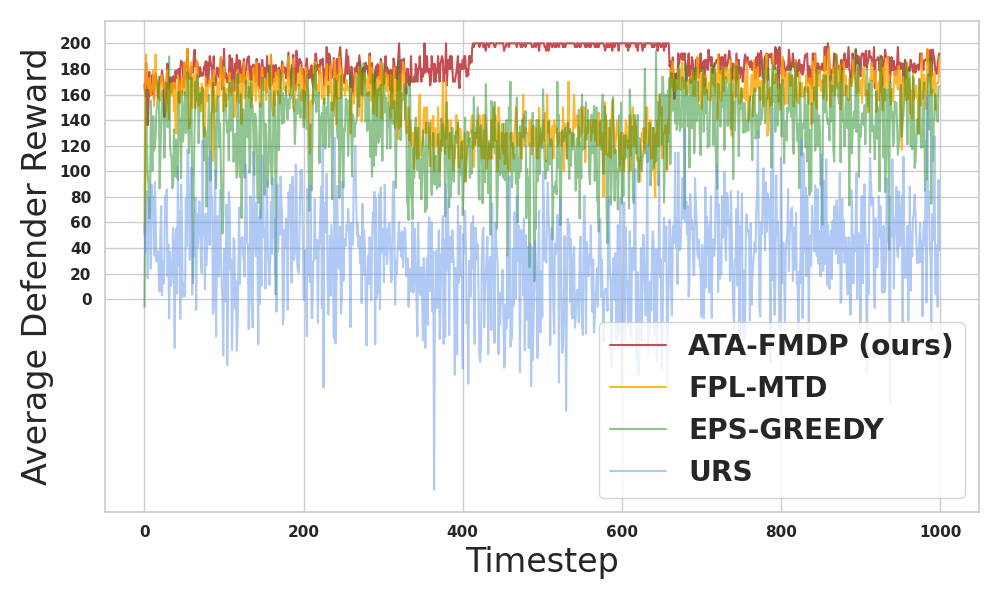 Average Defender Reward
200
180
160
140
120
100
80
60
40
20
0
ATA-FMDP (ours)
FPL-MTD
EPS-GREEDY
URS
0 200 400 600 800 1000
Timestep